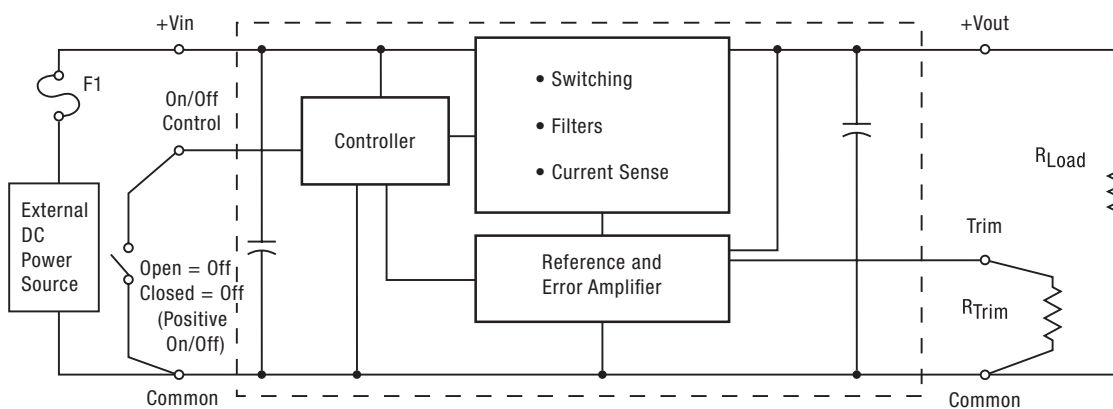 +Vin
+Vout
F1
On/Off
Control
Controller
• Switching
• Filters
• Current Sense
RLoad
External
DC
Power
Source
Open = Off
Closed = Off
(Positive
On/Off)
Reference and
Error Amplifier
Trim
RTrim
Common
Common